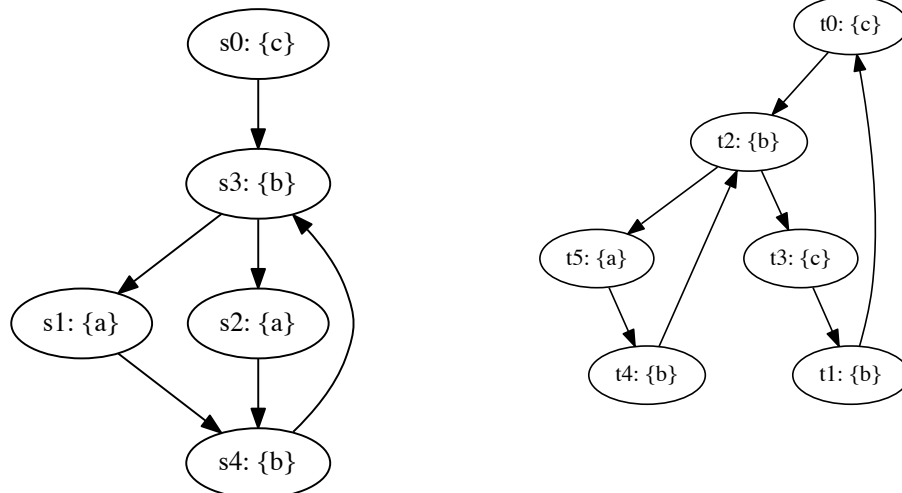 s0: {c}
s3: {b}
s1: {a}
s2: {a}
s4: {b}
t0: {c}
t2: {b}
t5: {a}
t3: {c}
t4: {b}
t1: {b}